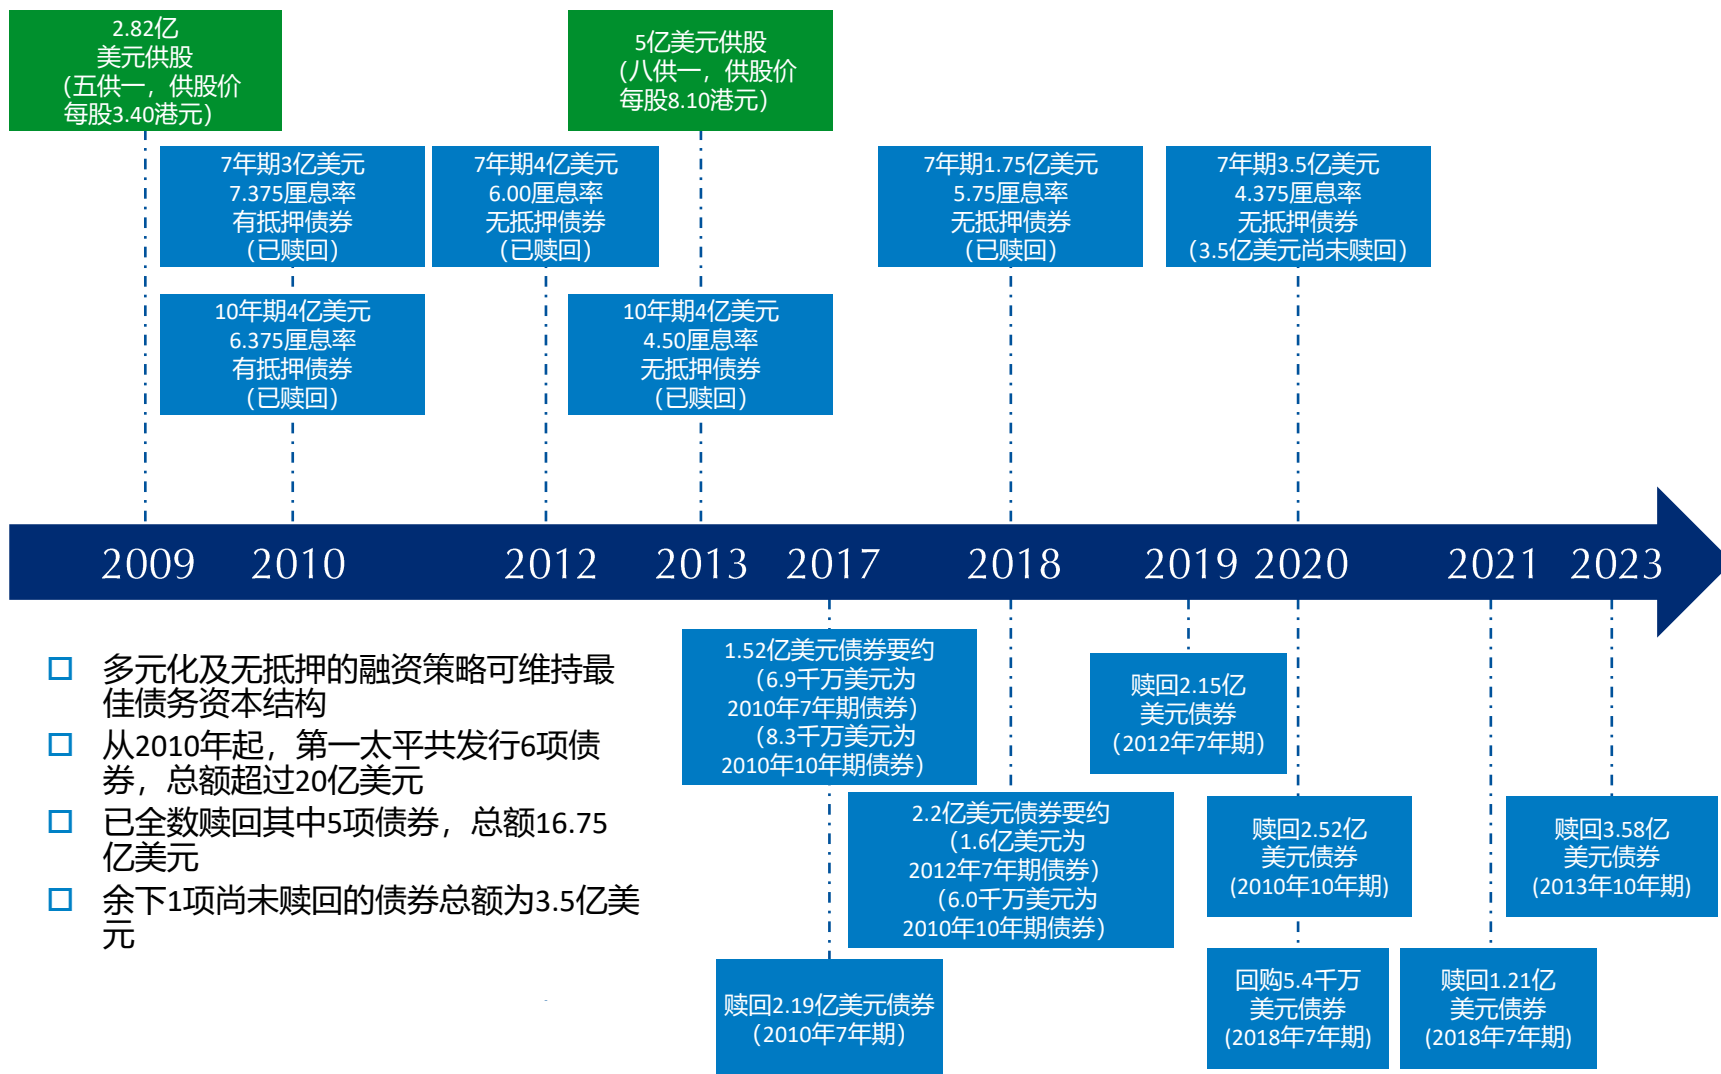 2.82亿
美元供股
（五供一，供股价
每股3.40港元）
5亿美元供股
（八供一，供股价
每股8.10港元）
7年期3亿美元
7.375厘息率
有抵押债券
（已赎回）
7年期4亿美元
6.00厘息率
无抵押债券
（已赎回）
7年期1.75亿美元
5.75厘息率
无抵押债券
（已赎回）
7年期3.5亿美元
4.375厘息率
无抵押债券
（3.5亿美元尚未赎回）
10年期4亿美元
6.375厘息率
有抵押债券
（已赎回）
10年期4亿美元
4.50厘息率
无抵押债券
（已赎回）
2009 2010 2012 2013 2017 2018 2019 2020 2021 2023
多元化及无抵押的融资策略可维持最
佳债务资本结构
从2010年起，第一太平共发行6项债
券，总额超过20亿美元
已全数赎回其中5项债券，总额16.75
亿美元
余下1项尚未赎回的债券总额为3.5亿美
元
1.52亿美元债券要约
（6.9千万美元为
2010年7年期债券）
（8.3千万美元为
2010年10年期债券）
赎回2.19亿美元债券
（2010年7年期）
2.2亿美元债券要约
（1.6亿美元为
2012年7年期债券）
（6.0千万美元为
2010年10年期债券）
赎回2.15亿
美元债券
（2012年7年期）
赎回2.52亿
美元债券
(2010年10年期)
回购5.4千万
美元债券
(2018年7年期)
赎回1.21亿
美元债券
(2018年7年期)
赎回3.58亿
美元债券
(2013年10年期)